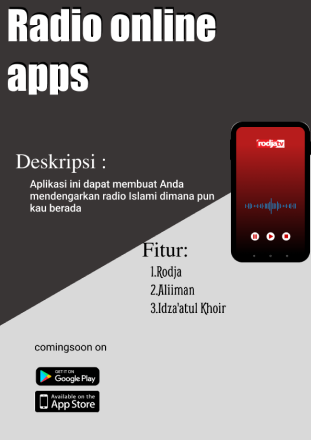 Radio online
apps
Deskripsi :
Aplikasi ini dapat membuat Anda
mendengarkan radio Islami dimana pun
kau berada
rodjatv
Fitur:
1.Rodja
2.Aliiman
3.Idza'atul Khoir
comingsoon on
GET IT ON
Google Play
Available on the
App Store